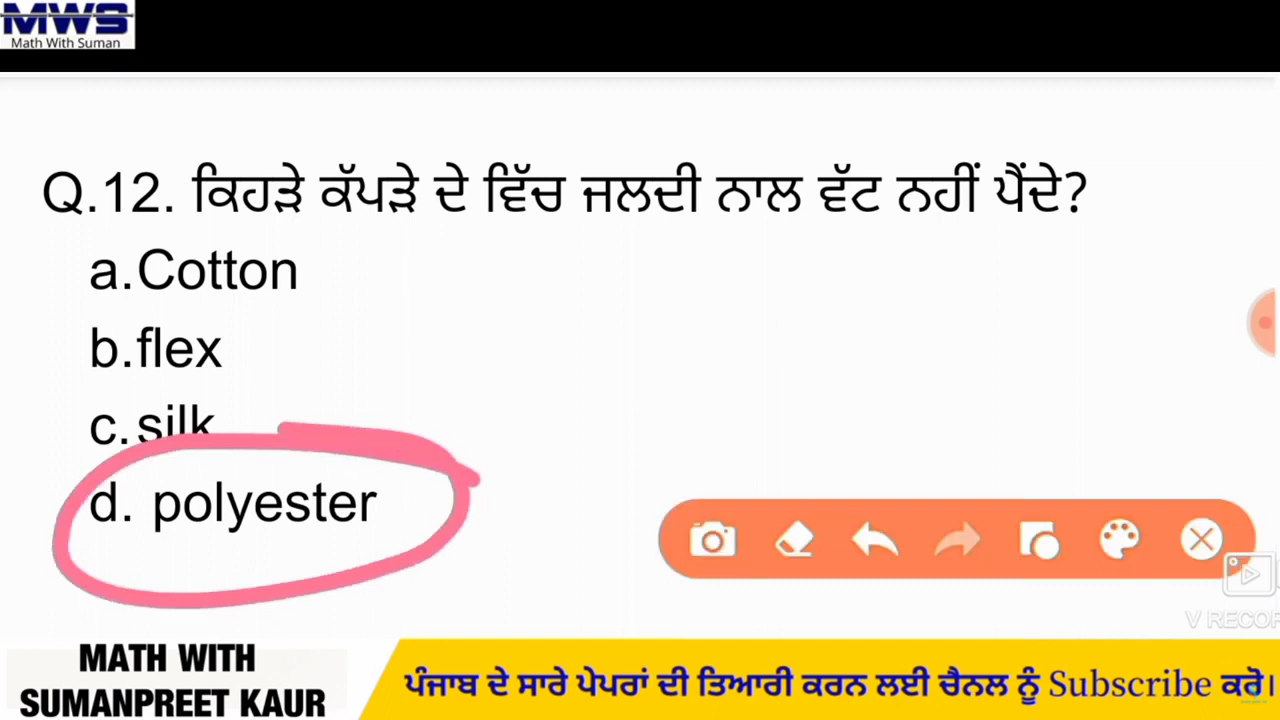 MWS
Math With Suman
Q.12. ਕਿਹੜੇ ਕੱਪੜੇ ਦੇ ਵਿੱਚ ਜਲਦੀ ਨਾਲ ਵੱਟ ਨਹੀਂ ਪੈਂਦੇ?
a.Cotton
b.flex
c.silk
d. polyester
V RECOR
MATH WITH
SUMANPREET KAUR
ਪੰਜਾਬ ਦੇ ਸਾਰੇ ਪੇਪਰਾਂ ਦੀ ਤਿਆਰੀ ਕਰਨ ਲਈ ਚੈਨਲ ਨੂੰ Subscribe ਕਰੋ।